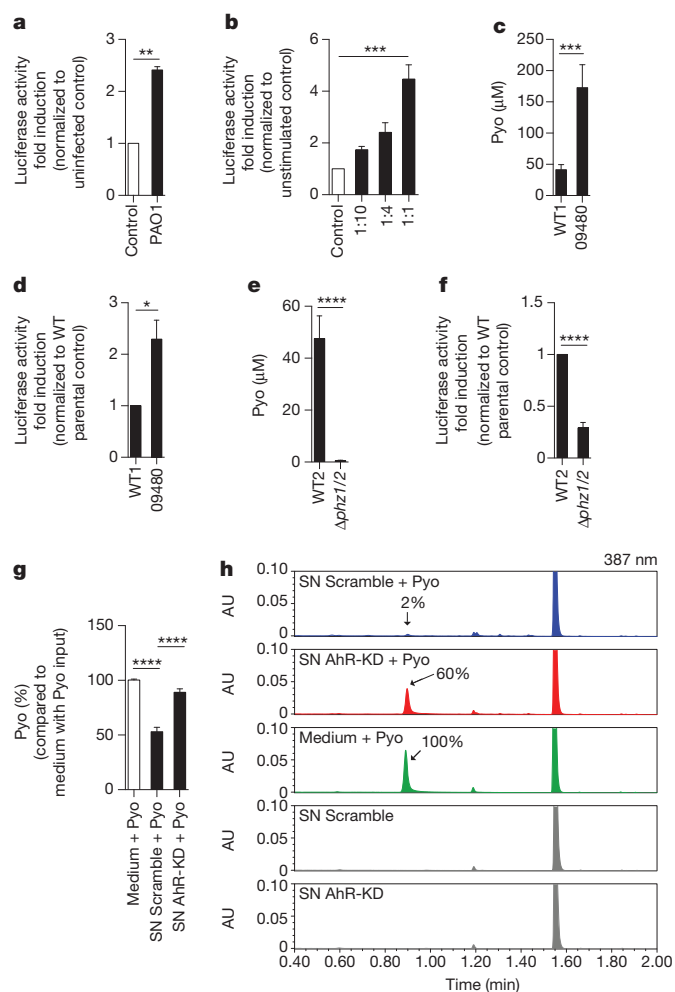 a
Luciferase activity
fold induction
(normalized to
uninfected control)
3
2
1
0
**
Control
PAO1
b
Luciferase activity
fold induction
(normalized to
unstimulated control)
6
4
2
0
***
Control
1:10
1:4
1:1
c
Pyo (μM)
250
200
150
100
50
0
***
WT1
09480
d
Luciferase activity
fold induction
(normalized to WT
parental control)
3
2
1
0
*
WT1
09480
e
Pyo (μM)
60
40
20
0
****
WT2
Δphz1/2
f
Luciferase activity
fold induction
(normalized to WT
parental control)
1.5
1
0.5
0
****
WT2
Δphz1/2
g
Pyo (%)
(compared to
medium with Pyo input)
150
100
50
0
****
****
Medium + Pyo
SN Scramble + Pyo
SN AhR-KD + Pyo
h
387 nm
AU
0.10
0.05
0
SN Scramble + Pyo
2%
AU
0.10
0.05
0
SN AhR-KD + Pyo
60%
AU
0.10
0.05
0
Medium + Pyo
100%
AU
0.10
0.05
0
SN Scramble
AU
0.10
0.05
0
SN AhR-KD
0.40 0.60 0.80 1.00 1.20 1.40 1.60 1.80 2.00
Time (min)